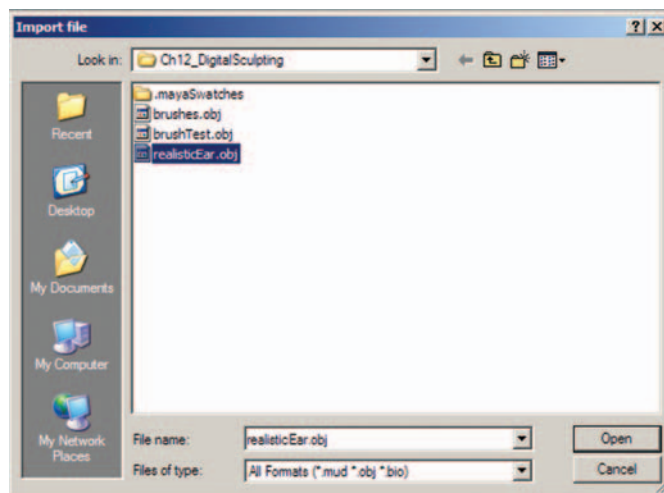 Import file
Look in: Ch12_DigitalSculpting
.mayaSwatches
brushes.obj
brushTest.obj
realisticEar.obj
Recent
Desktop
My Documents
My Computer
My Network
Places
File name: realisticEar.obj Open
Files of type: All Formats (*.mud *.obj *.bio) Cancel